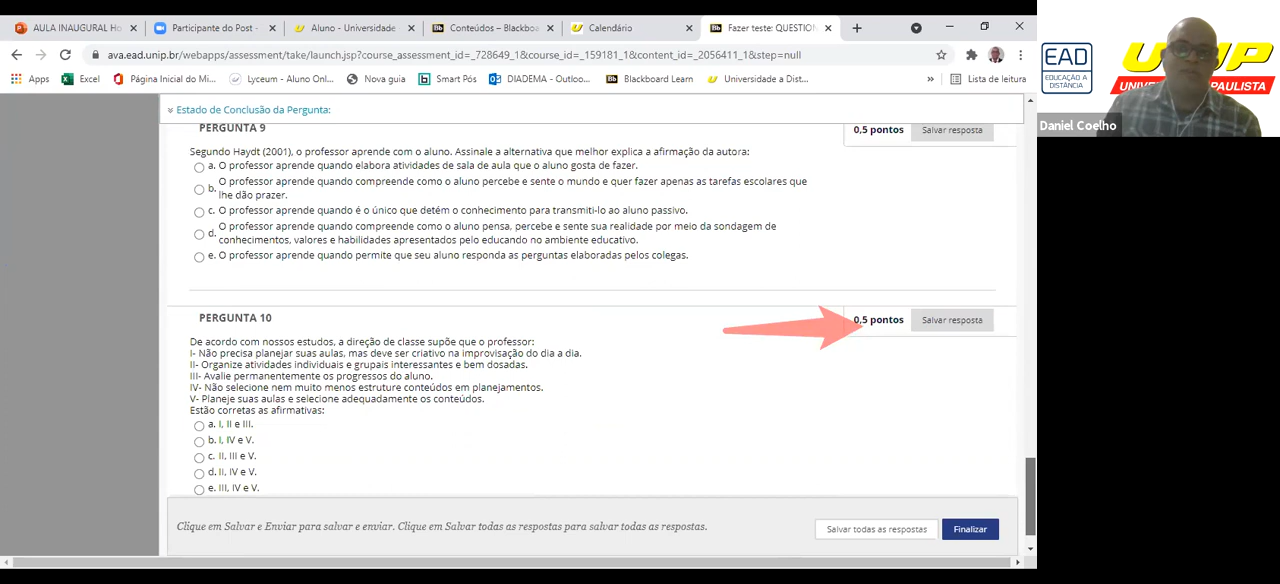 AULA INAUGURAL Ho
Participante do Post -
Aluno - Universidade
Conteúdos – Blackboa
Calendário
Fazer teste: QUESTION
ava.ead.unip.br/webapps/assessment/take/launch.jsp?course_assessment_id=_728649_1&course_id=_159181_1&content_id=_2056411_1&step=null
Apps
Excel
Página Inicial do Mi...
Lyceum - Aluno Onl...
Nova guia
Smart Pós
DIADEMA - Outloo...
Blackboard Learn
Universidade a Dist...
»
Lista de leitura
EAD
EDUCAÇÃO A
DISTÂNCIA
Daniel Coelho
Estado de Conclusão da Pergunta:
PERGUNTA 9
0,5 pontos
Salvar resposta
Segundo Haydt (2001), o professor aprende com o aluno. Assinale a alternativa que melhor explica a afirmação da autora:
a. O professor aprende quando elabora atividades de sala de aula que o aluno gosta de fazer.
b. O professor aprende quando compreende como o aluno percebe e sente o mundo e quer fazer apenas as tarefas escolares que
lhe dão prazer.
c. O professor aprende quando é o único que detém o conhecimento para transmiti-lo ao aluno passivo.
d. O professor aprende quando compreende como o aluno pensa, percebe e sente sua realidade por meio da sondagem de
conhecimentos, valores e habilidades apresentados pelo educando no ambiente educativo.
e. O professor aprende quando permite que seu aluno responda as perguntas elaboradas pelos colegas.
PERGUNTA 10
0,5 pontos
Salvar resposta
De acordo com nossos estudos, a direção de classe supõe que o professor:
I- Não precisa planejar suas aulas, mas deve ser criativo na improvisação do dia a dia.
II- Organize atividades individuais e grupais interessantes e bem dosadas.
III- Avalie permanentemente os progressos do aluno.
IV- Não selecione nem muito menos estruture conteúdos em planejamentos.
V- Planeje suas aulas e selecione adequadamente os conteúdos.
Estão corretas as afirmativas:
a. I, II e III.
b. I, IV e V.
c. II, III e V.
d. II, IV e V.
e. III, IV e V.
Clique em Salvar e Enviar para salvar e enviar. Clique em Salvar todas as respostas para salvar todas as respostas.
Salvar todas as respostas
Finalizar